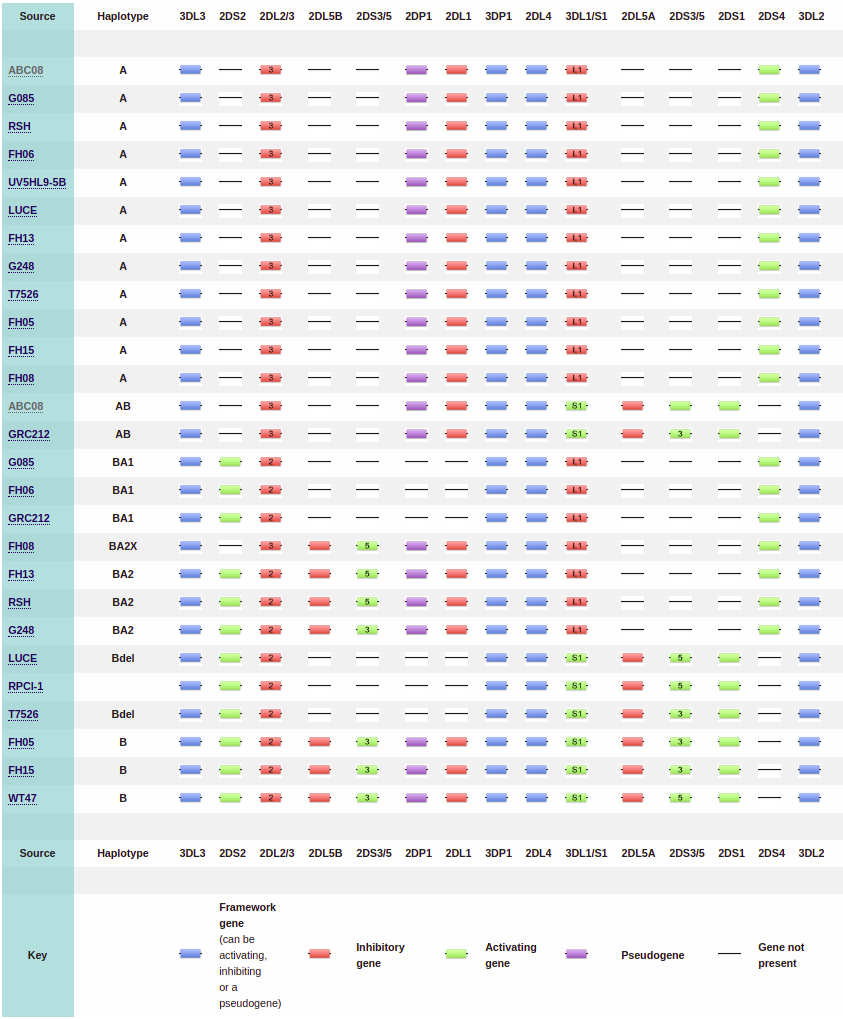 Source Haplotype 3DL3 2DS2 2DL2/3 2DL5B 2DS3/5 2DP1 2DL1 3DP1 2DL4 3DL1/S1 2DL5A 2DS3/5 2DS1 2DS4 3DL2
ABC08 A 3 L1
G085 A 3 L1
RSH A 3 L1
FH06 A 3 L1
UV5HL9-5B A 3 L1
LUCE A 3 L1
FH13 A 3 L1
G248 A 3 L1
T7526 A 3 L1
FH05 A 3 L1
FH15 A 3 L1
FH08 A 3 L1
ABC08 AB 3 S1
GRC212 AB 3 S1 3
G085 BA1 2 L1
FH06 BA1 2 L1
GRC212 BA1 2 L1
FH08 BA2X 3 5 L1
FH13 BA2 2 5 L1
RSH BA2 2 5 L1
G248 BA2 2 3 L1
LUCE Bdel 2 S1 5
RPCI-1 2 S1 5
T7526 Bdel 2 S1 3
FH05 B 2 3 S1 3
FH15 B 2 3 S1 3
WT47 B 2 3 S1 5
Source Haplotype 3DL3 2DS2 2DL2/3 2DL5B 2DS3/5 2DP1 2DL1 3DP1 2DL4 3DL1/S1 2DL5A 2DS3/5 2DS1 2DS4 3DL2
Key
Framework
gene
(can be
activating,
inhibiting
or a
pseudogene)
Inhibitory
gene
Activating
gene
Pseudogene
Gene not
present